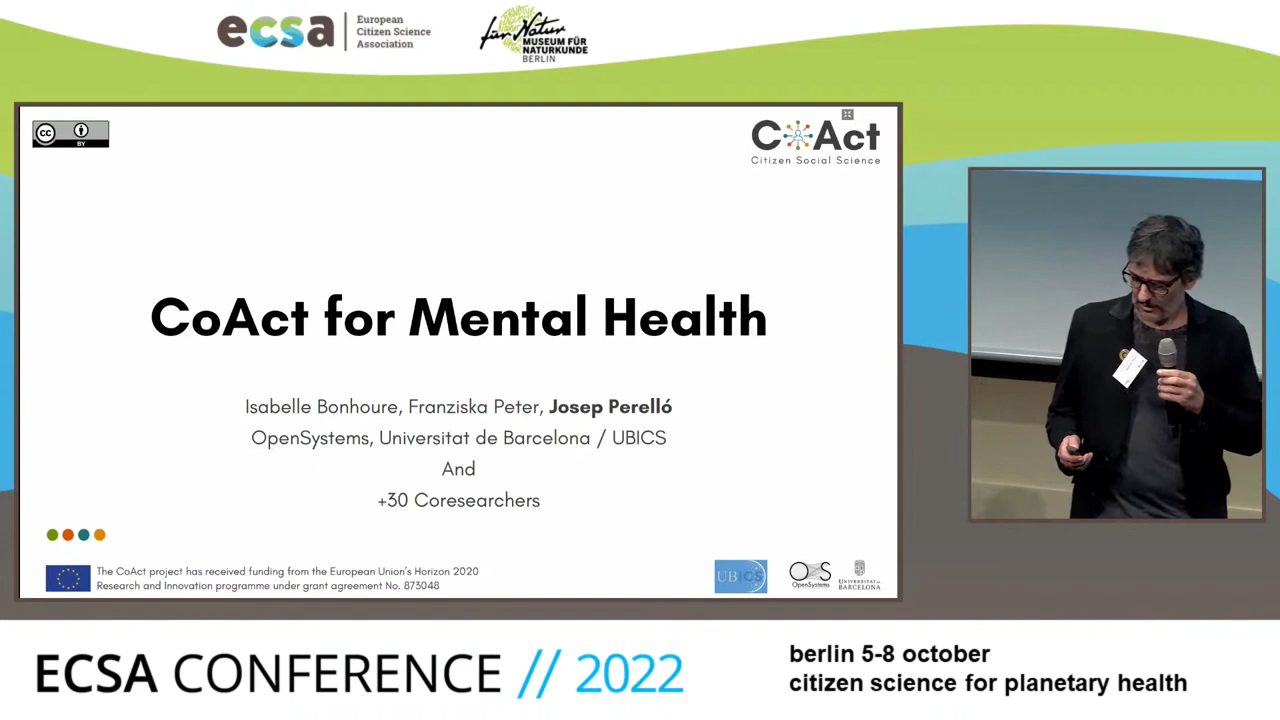 ecsa
European
Citizen Science
Association
für Natur
MUSEUM FÜR
NATURKUNDE
BERLIN
cc
BY
CoAct
Citizen Social Science
CoAct for Mental Health
Isabelle Bonhoure, Franziska Peter, Josep Perelló
OpenSystems, Universitat de Barcelona / UBICS
And
+30 Coresearchers
The CoAct project has received funding from the European Union's Horizon 2020
Research and Innovation programme under grant agreement No. 873048
UBICS
OpenSystems
UNIVERSITAT DE
BARCELONA
ECSA CONFERENCE // 2022
berlin 5-8 october
citizen science for planetary health